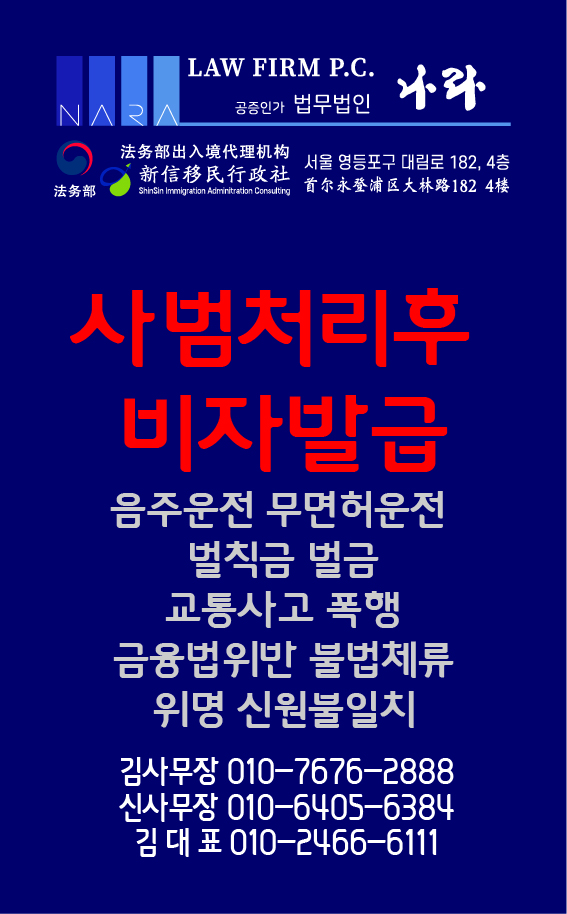 LAW FIRM P.C.
NARA
공증인가 법무법인 나라
法务部
法务部出入境代理机构
新信移民行政社
ShinSin Immigration Adminitration Consulting
서울 영등포구 대림로 182, 4층
首尔永登浦区大林路182 4楼
사범처리후
비자발급
음주운전 무면허운전
벌칙금 벌금
교통사고 폭행
금융법위반 불법체류
위명 신원불일치
김사무장 010-7676-2888
신사무장 010-6405-6384
김 대 표 010-2466-6111